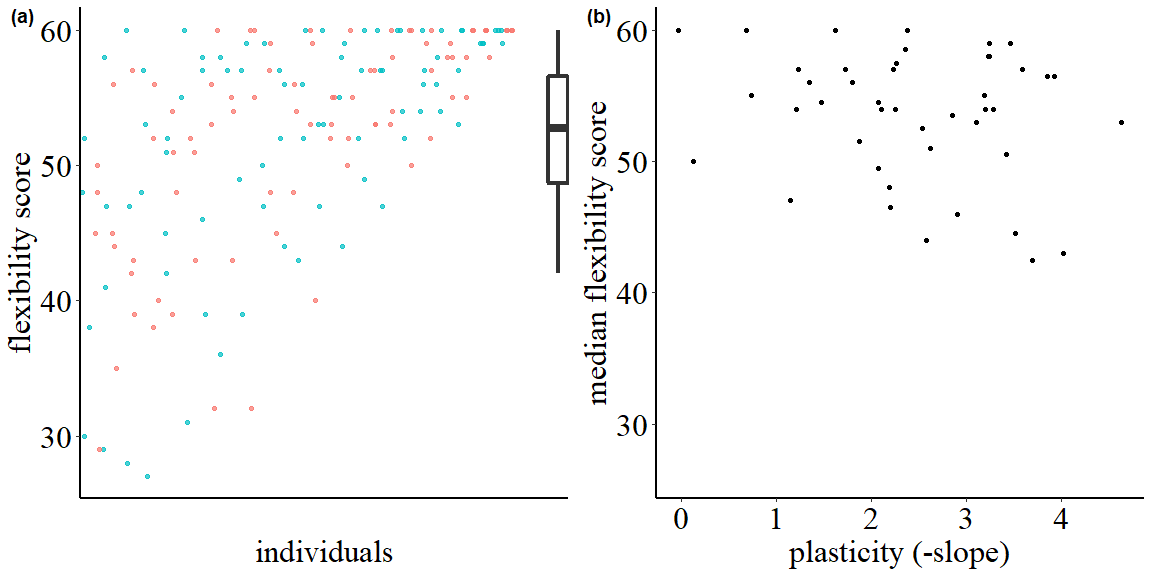 (a)
flexibility score
60
50
40
30
individuals
(b)
median flexibility score
60
50
40
30
0 1 2 3 4
plasticity (-slope)